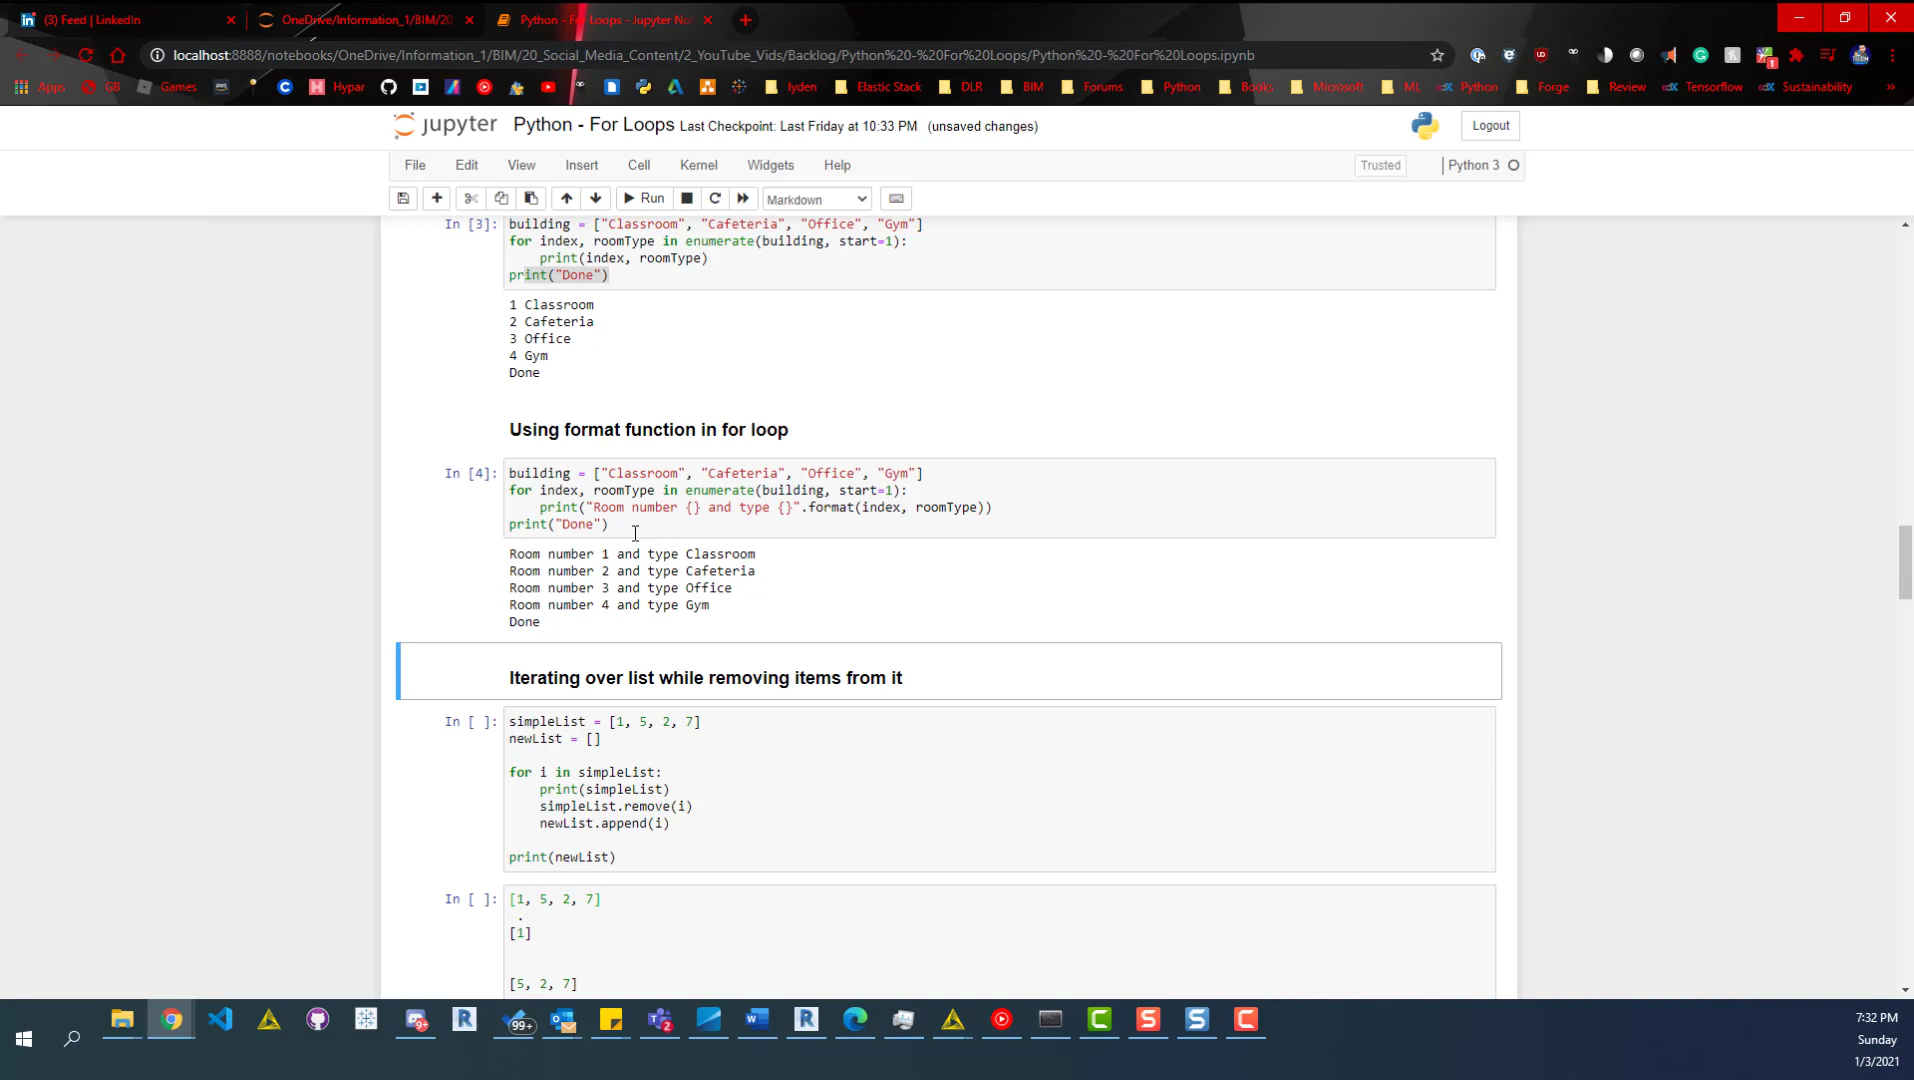 (3) Feed | LinkedIn
OneDrive/Information_1/BIM/20
Python - For Loops - Jupyter No
localhost:8888/notebooks/OneDrive/Information_1/BIM/20_Social_Media_Content/2_YouTube_Vids/Backlog/Python%20-%20For%20Loops/Python%20-%20For%20Loops.ipynb
Apps GB Games aws Hypar lyden Elastic Stack DLR BIM Forums Python Books Microsoft ML Python Forge Review Tensorflow Sustainability »
jupyter Python - For Loops Last Checkpoint: Last Friday at 10:33 PM (unsaved changes) Logout
File Edit View Insert Cell Kernel Widgets Help Trusted Python 3
Run Markdown
In [3]: building = ["Classroom", "Cafeteria", "Office", "Gym"]
for index, roomType in enumerate(building, start=1):
print(index, roomType)
print("Done")
1 Classroom
2 Cafeteria
3 Office
4 Gym
Done
Using format function in for loop
In [4]: building = ["Classroom", "Cafeteria", "Office", "Gym"]
for index, roomType in enumerate(building, start=1):
print("Room number {} and type {}".format(index, roomType))
print("Done")
Room number 1 and type Classroom
Room number 2 and type Cafeteria
Room number 3 and type Office
Room number 4 and type Gym
Done
Iterating over list while removing items from it
In [ ]: simpleList = [1, 5, 2, 7]
newList = []
for i in simpleList:
print(simpleList)
simpleList.remove(i)
newList.append(i)
print(newList)
In [ ]: [1, 5, 2, 7]
.
[1]
[5, 2, 7]
99+
7:32 PM
Sunday
1/3/2021